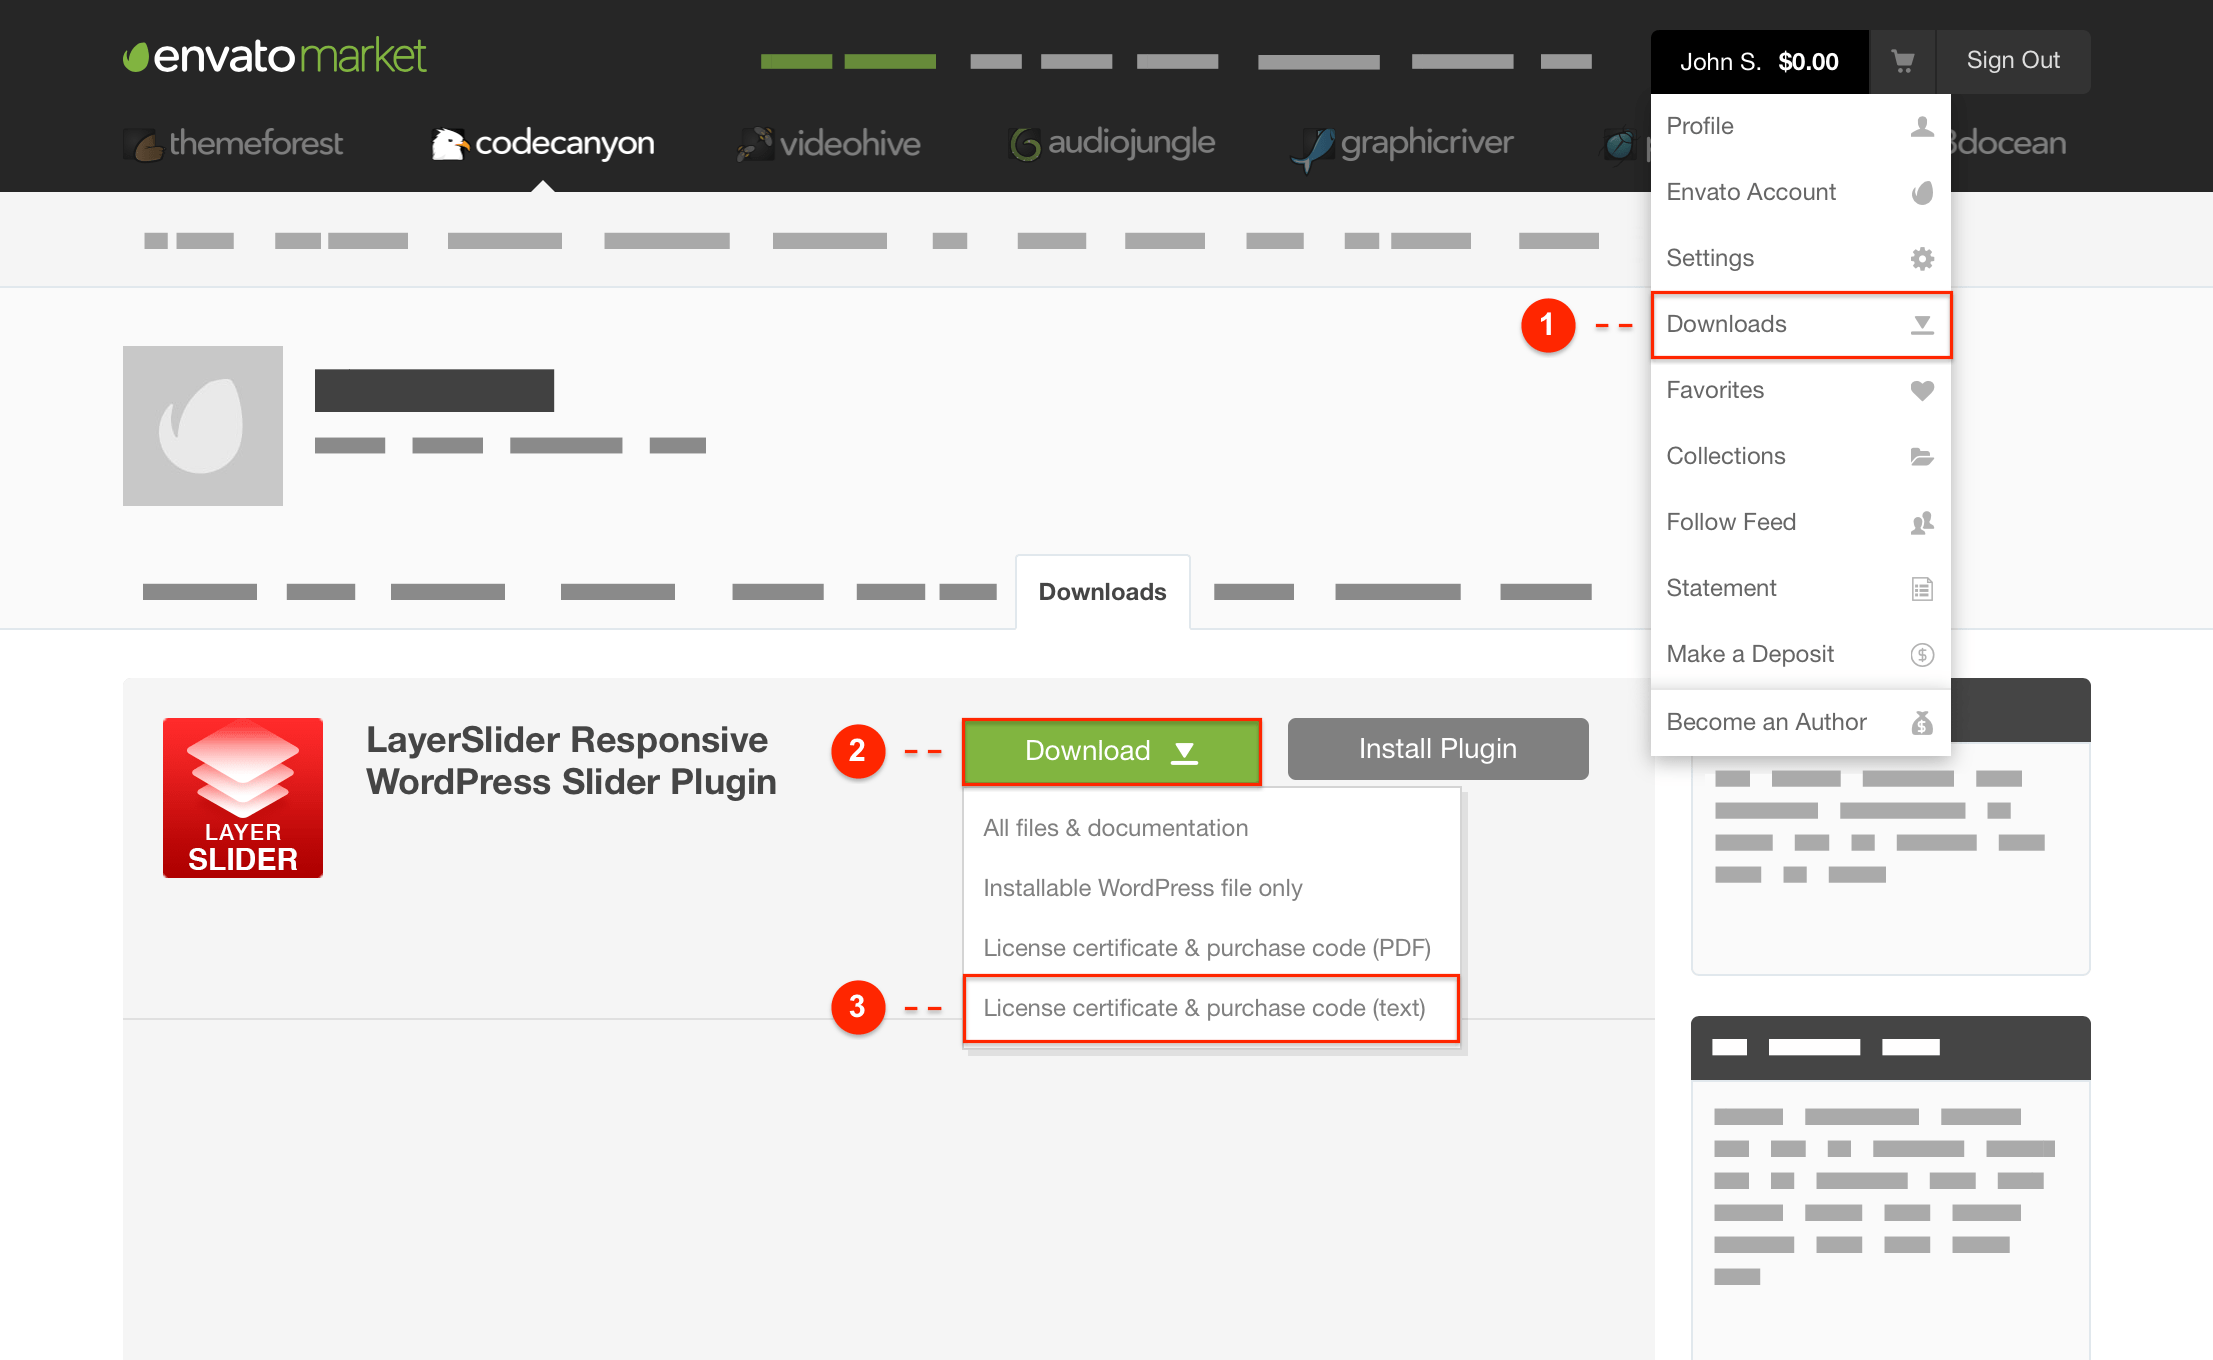 envatomarket
John S. $0.00
Sign Out
themeforest
codecanyon
videohive
audiojungle
graphicriver
3docean
Profile
Envato Account
Settings
1
Downloads
Favorites
Collections
Follow Feed
Statement
Make a Deposit
Become an Author
Downloads
LAYER
SLIDER
LayerSlider Responsive
WordPress Slider Plugin
2
Download
Install Plugin
All files & documentation
Installable WordPress file only
License certificate & purchase code (PDF)
3
License certificate & purchase code (text)